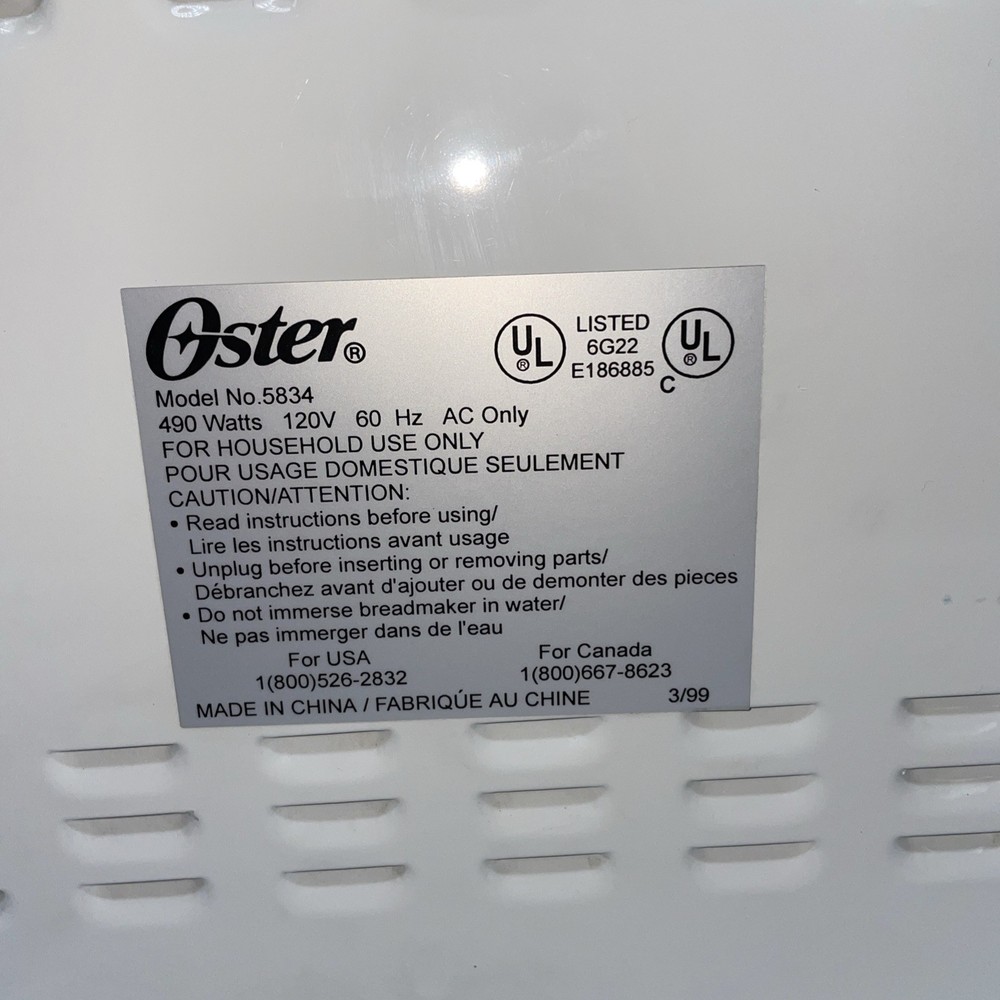 Oster®
UL® LISTED 6G22 E186885 C UL®
Model No.5834
490 Watts 120V 60 Hz AC Only
FOR HOUSEHOLD USE ONLY
POUR USAGE DOMESTIQUE SEULEMENT
CAUTION/ATTENTION:
• Read instructions before using/
Lire les instructions avant usage
• Unplug before inserting or removing parts/
Débranchez avant d'ajouter ou de demonter des pieces
• Do not immerse breadmaker in water/
Ne pas immerger dans de l'eau
For USA For Canada
1(800)526-2832 1(800)667-8623
MADE IN CHINA / FABRIQÚE AU CHINE 3/99